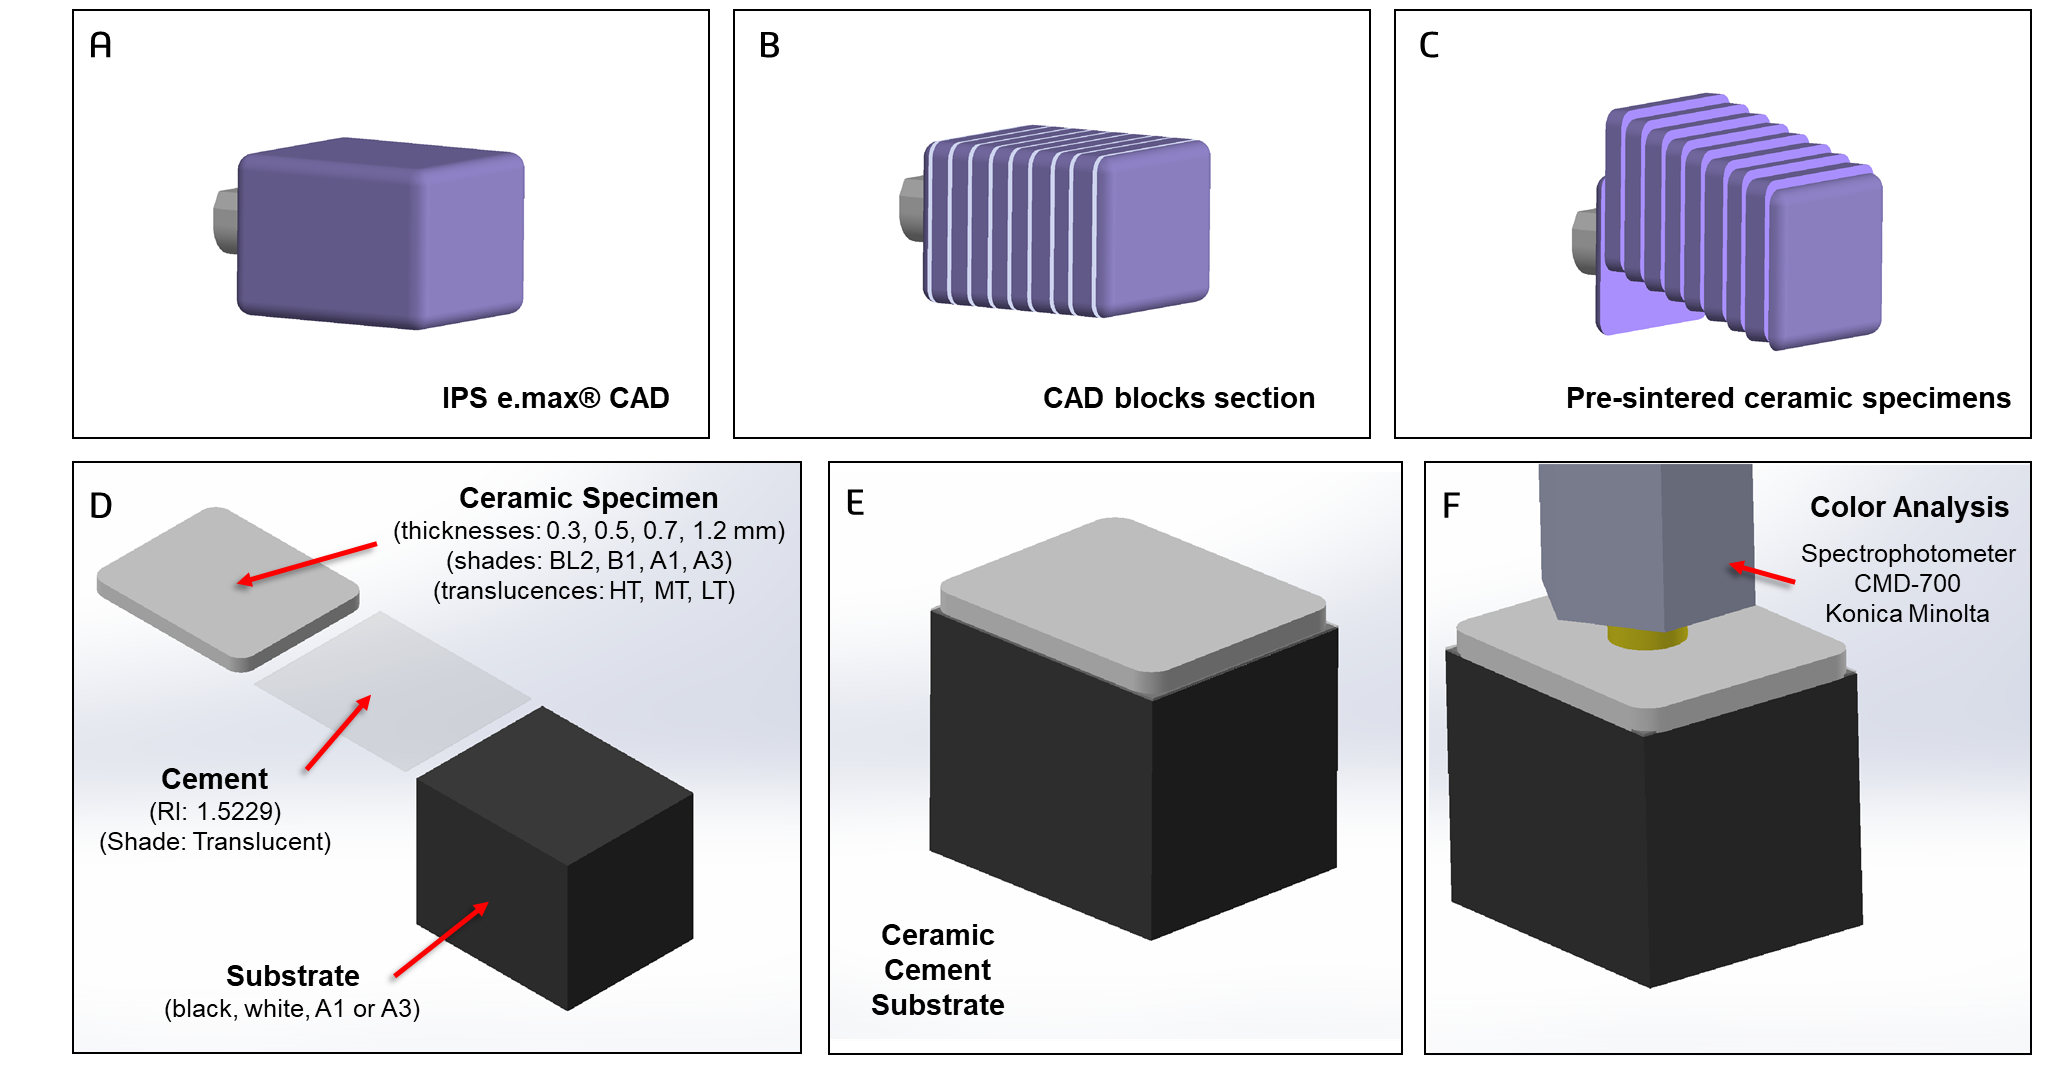 A
IPS e.max® CAD
B
CAD blocks section
C
Pre-sintered ceramic specimens
D
Ceramic Specimen
(thicknesses: 0.3, 0.5, 0.7, 1.2 mm)
(shades: BL2, B1, A1, A3)
(translucences: HT, MT, LT)
Cement
(RI: 1.5229)
(Shade: Translucent)
Substrate
(black, white, A1 or A3)
E
Ceramic
Cement
Substrate
F
Color Analysis
Spectrophotometer
CMD-700
Konica Minolta